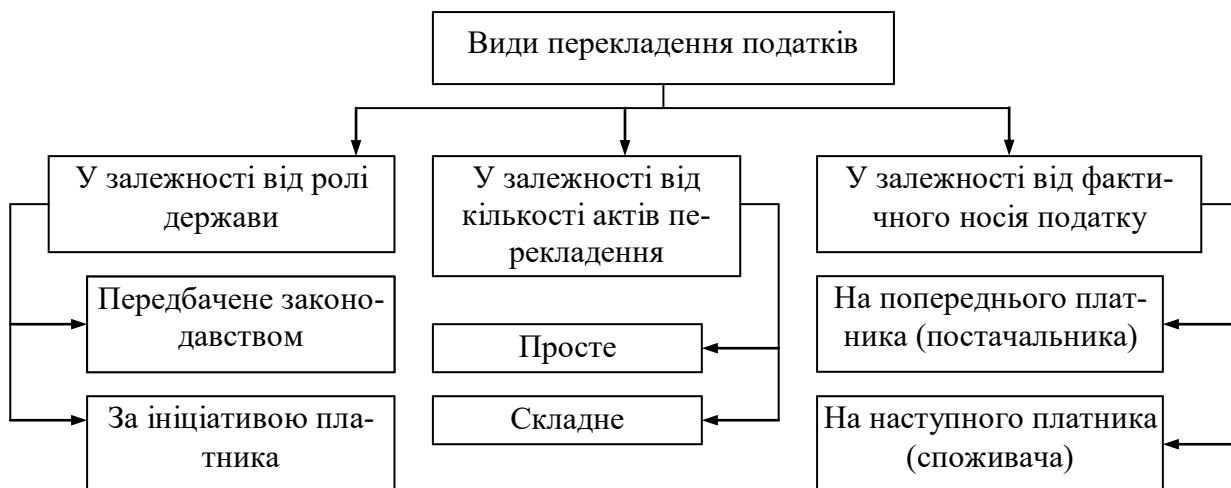 Види перекладення податків
У залежності від ролі
держави
У залежності від
кількості актів пе-
рекладення
У залежності від факти-
чного носія податку
Передбачене законо-
давством
За ініціативою пла-
тника
Просте
Складне
На попереднього плат-
ника (постачальника)
На наступного платника
(споживача)